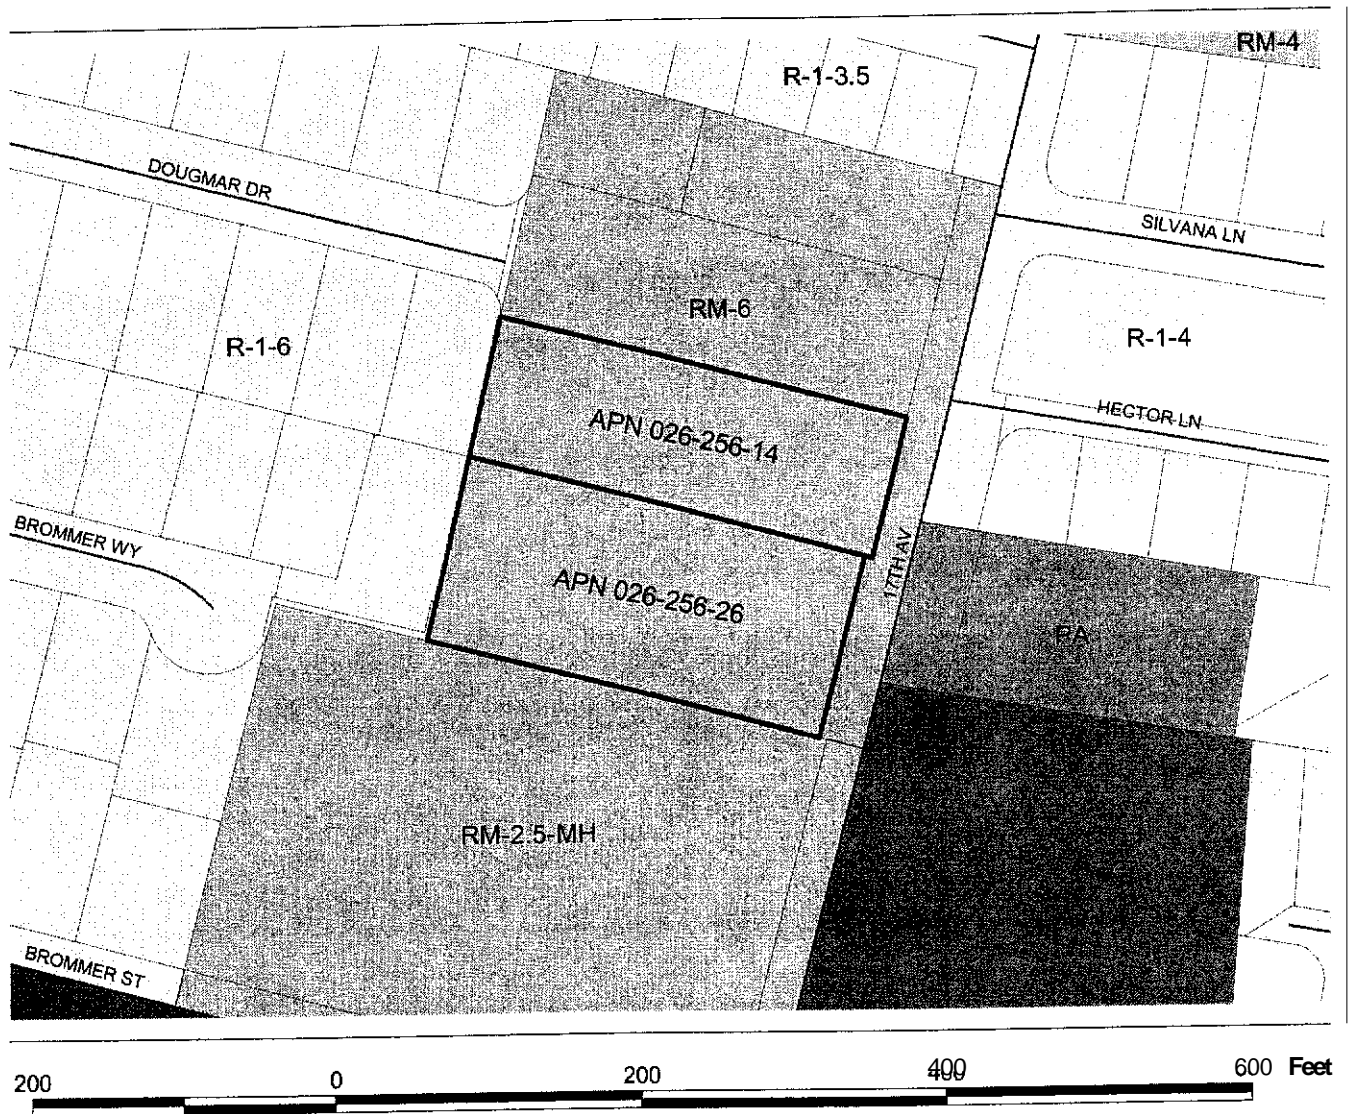 RM-4
R-1-3.5
DOUGMAR DR
SILVANA LN
RM-6
R-1-4
R-1-6
HECTOR LN
APN 026-256-14
BROMMER WY
17TH AV
APN 026-256-26
PA
RM-2.5-MH
BROMMER ST
200 0 200 400 600 Feet